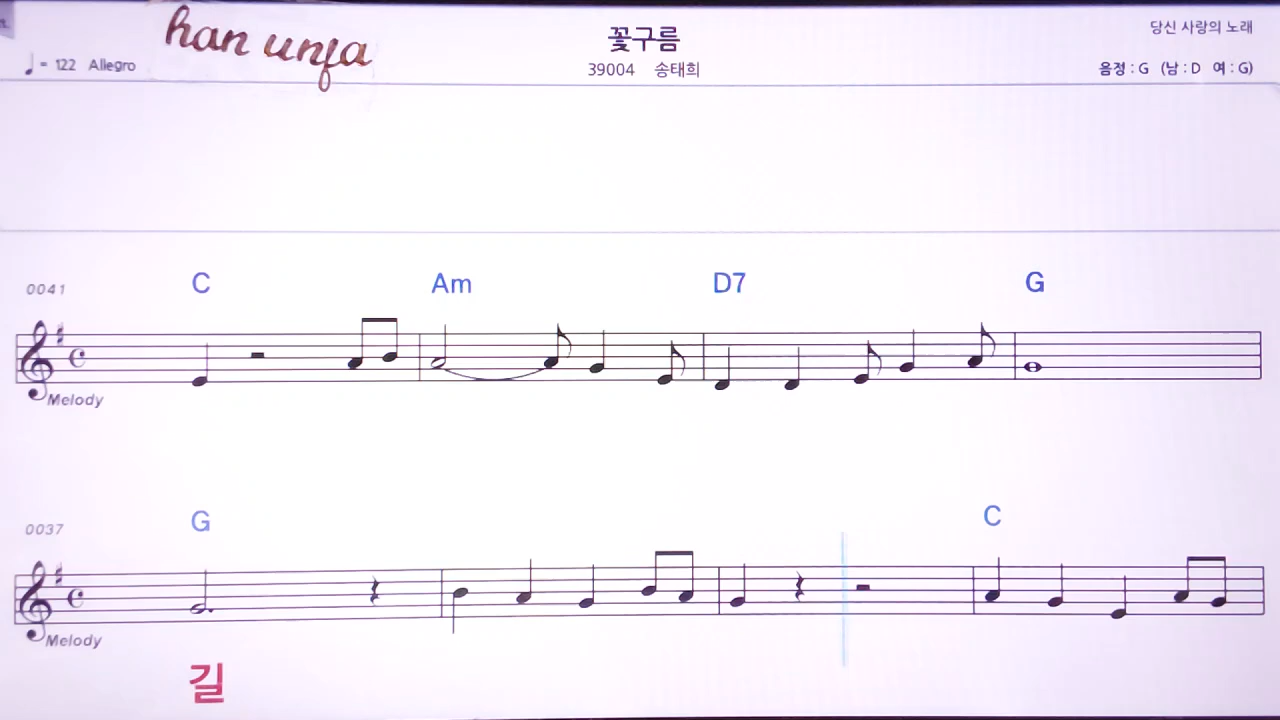 han unfa
꽃구름
당신 사랑의 노래
♩= 122 Allegro
39004 송태희
음정 : G (남 : D 여 : G)
C Am D7 G
0041
Melody
G C
0037
Melody
길